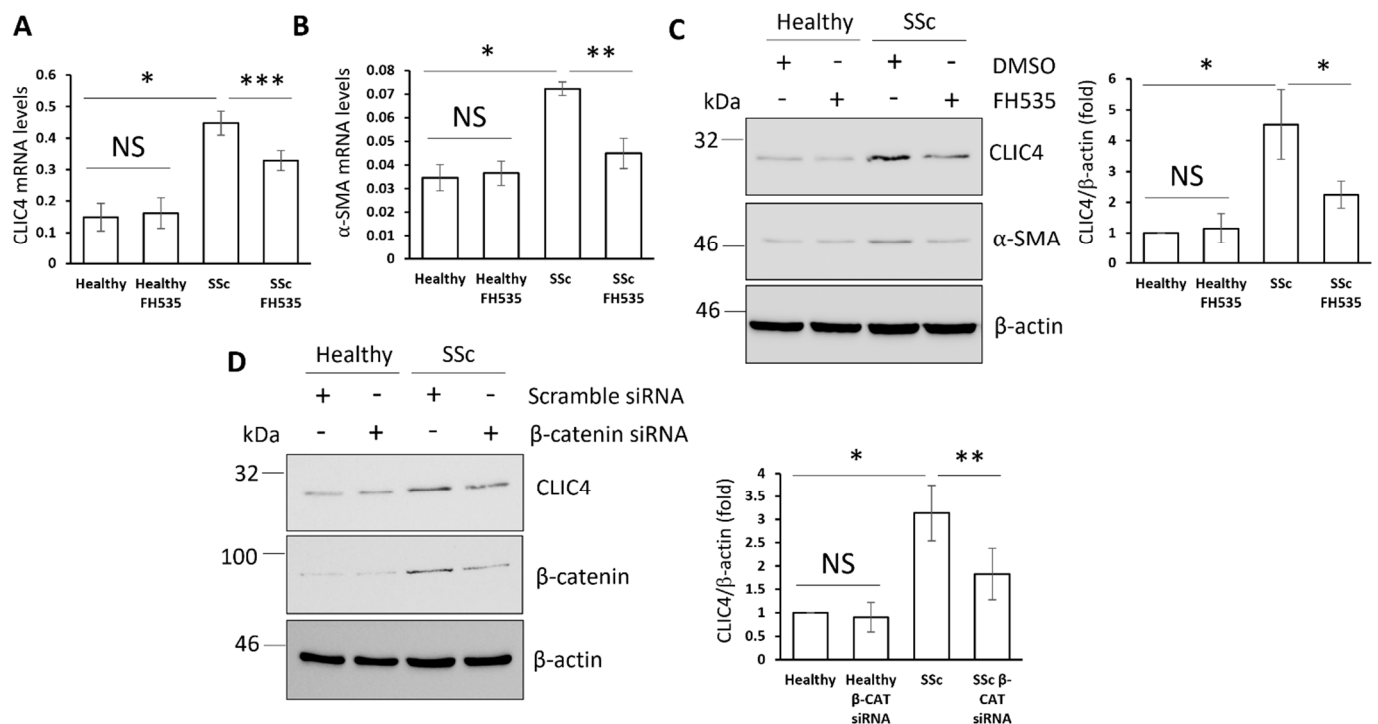 A
* ***
CLIC4 mRNA levels
0.6
0.5
0.4
0.3
0.2
0.1
0
NS
Healthy Healthy SSc SSc
FH535 FH535
B
* **
α-SMA mRNA levels
0.08
0.07
0.06
0.05
0.04
0.03
0.02
0.01
0.00
NS
Healthy Healthy SSc SSc
FH535 FH535
C
Healthy SSc
+ - + - DMSO
kDa - + - + FH535
32 CLIC4
46 α-SMA
46 β-actin
* *
CLIC4/β-actin (fold)
6
5
4
3
2
1
0
NS
Healthy Healthy SSc SSc
FH535 FH535
D
Healthy SSc
+ - + - Scramble siRNA
kDa - + - + β-catenin siRNA
32 CLIC4
100 β-catenin
46 β-actin
* **
CLIC4/β-actin (fold)
4
3.5
3
2.5
2
1.5
1
0.5
0
NS
Healthy Healthy SSc SSc β-
β-CAT CAT
siRNA siRNA